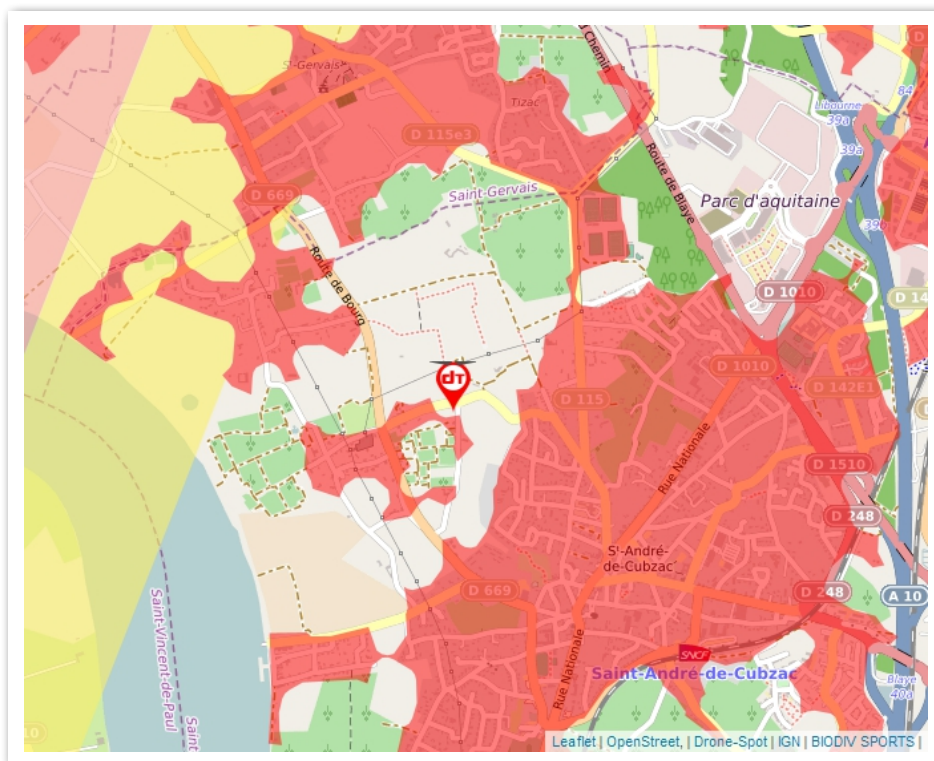 Chemin
D
S^t-Gervais
Tizac
Libourne
39a
84
D 115e3
39a
Route de Blaye
Saint-Gervais
D 669
Parc d'aquitaine
39b
Route de Bourg
D 1010
D 14
dT
D 1010
D 142E1
D 115
Rue Nationale
D 1510
D 248
S^t-André-
de-Cubzac
D 669
D 248
A 10
Saint-Vincent-de-Paul
Rue Nationale
SNCF
Saint-André-de-Cubzac
Blaye
40a
Saint
10
Leaflet | OpenStreet, | Drone-Spot | IGN | BIODIV SPORTS |